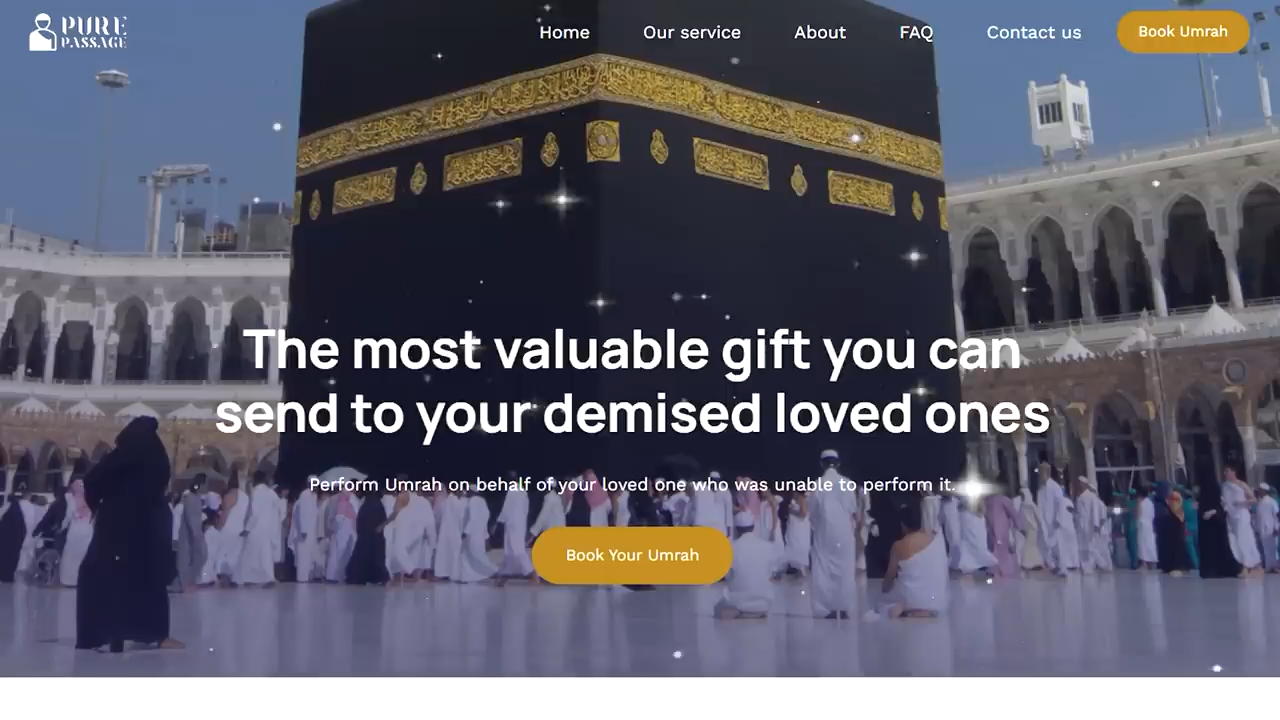 PURE
PASSAGE
Home
Our service
About
FAQ
Contact us
Book Umrah
The most valuable gift you can
send to your demised loved ones
Perform Umrah on behalf of your loved one who was unable to perform it.
Book Your Umrah